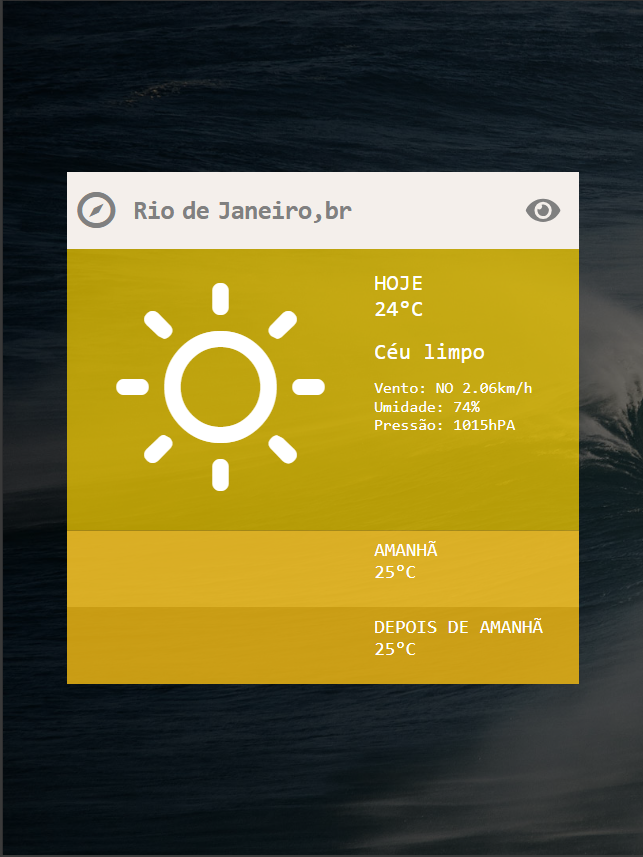 Rio de Janeiro,br
HOJE
24°C
Céu limpo
Vento: NO 2.06km/h
Umidade: 74%
Pressão: 1015hPA
AMANHÃ
25°C
DEPOIS DE AMANHÃ
25°C